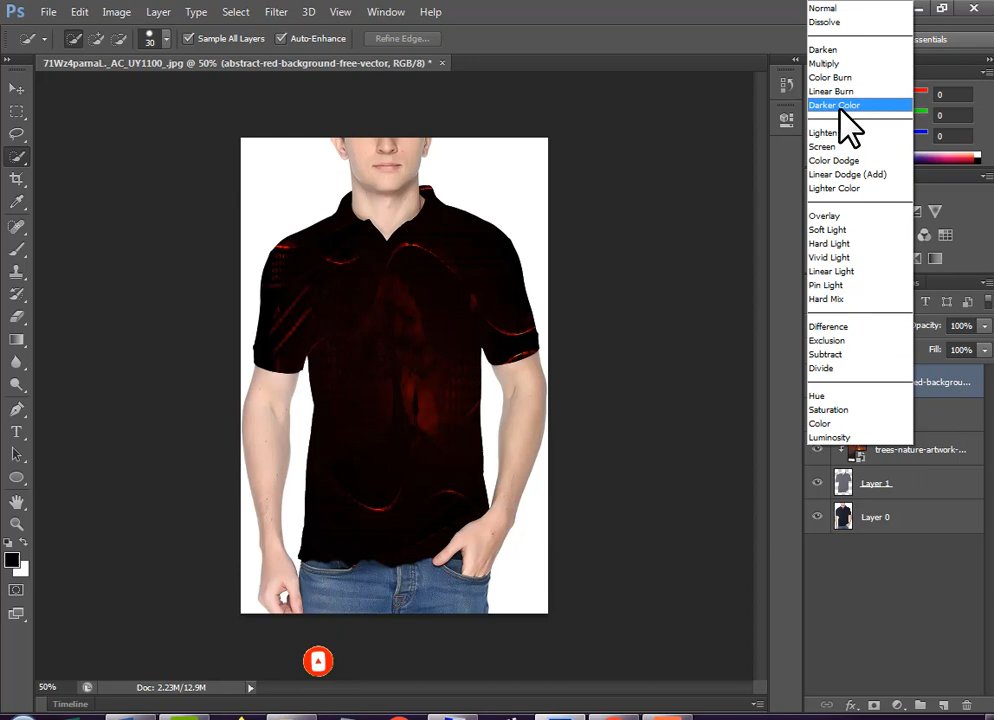 Ps File Edit Image Layer Type Select Filter 3D View Window Help
30 Sample All Layers Auto-Enhance Refine Edge... essentials
71Wz4pamaL._AC_UY1100_.jpg @ 50% (abstract-red-background-free-vector, RGB/8) * ×
Normal
Dissolve
Darken
Multiply
Color Burn
Linear Burn
Darker Color
Lighten
Screen
Color Dodge
Linear Dodge (Add)
Lighter Color
Overlay
Soft Light
Hard Light
Vivid Light
Linear Light
Pin Light
Hard Mix
Difference
Exclusion
Subtract
Divide
Hue
Saturation
Color
Luminosity
0
0
0
Opacity: 100%
Fill: 100%
ed-backgrou...
trees-nature-artwork-...
Layer 1
Layer 0
50% Doc: 2.23M/12.9M
Timeline